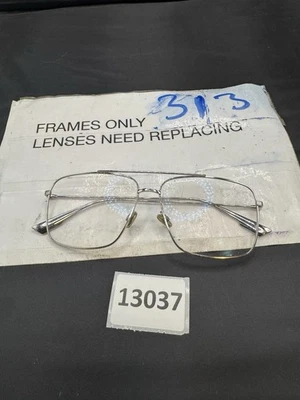 313
FRAMES ONLY
LENSES NEED REPLACING
13037